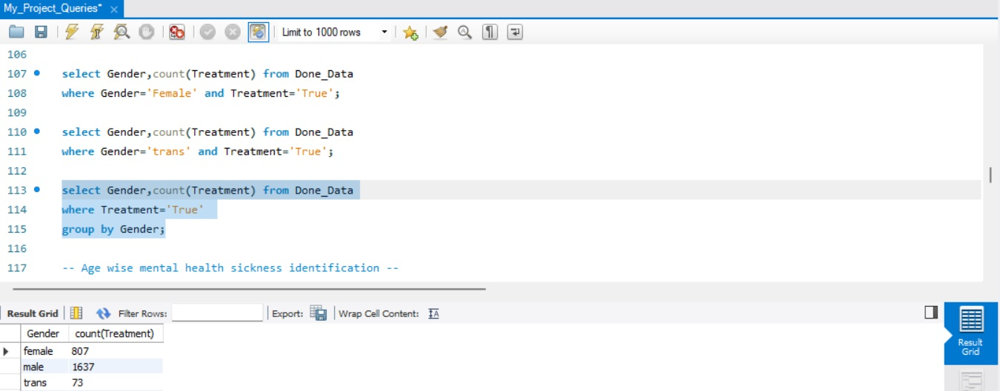 My_Project_Queries*
Limit to 1000 rows
106
107 select Gender,count(Treatment) from Done_Data
108 where Gender='Female' and Treatment='True';
109
110 select Gender,count(Treatment) from Done_Data
111 where Gender='trans' and Treatment='True';
112
113 select Gender,count(Treatment) from Done_Data
114 where Treatment='True'
115 group by Gender;
116
117 -- Age wise mental health sickness identification --
Result Grid Filter Rows: Export: Wrap Cell Content:
Gender count(Treatment)
female 807
male 1637
trans 73
Result
Grid